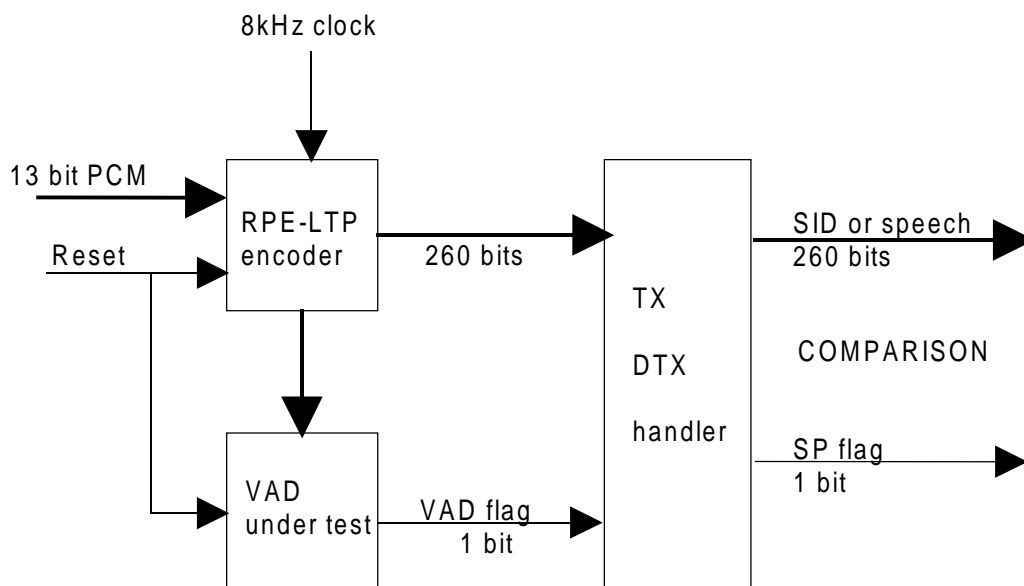 8kHz clock
13 bit PCM
RPE-LTP
encoder
Reset
260 bits
SID or speech
260 bits
TX
DTX
handler
COMPARISON
VAD
under test
VAD flag
1 bit
SP flag
1 bit